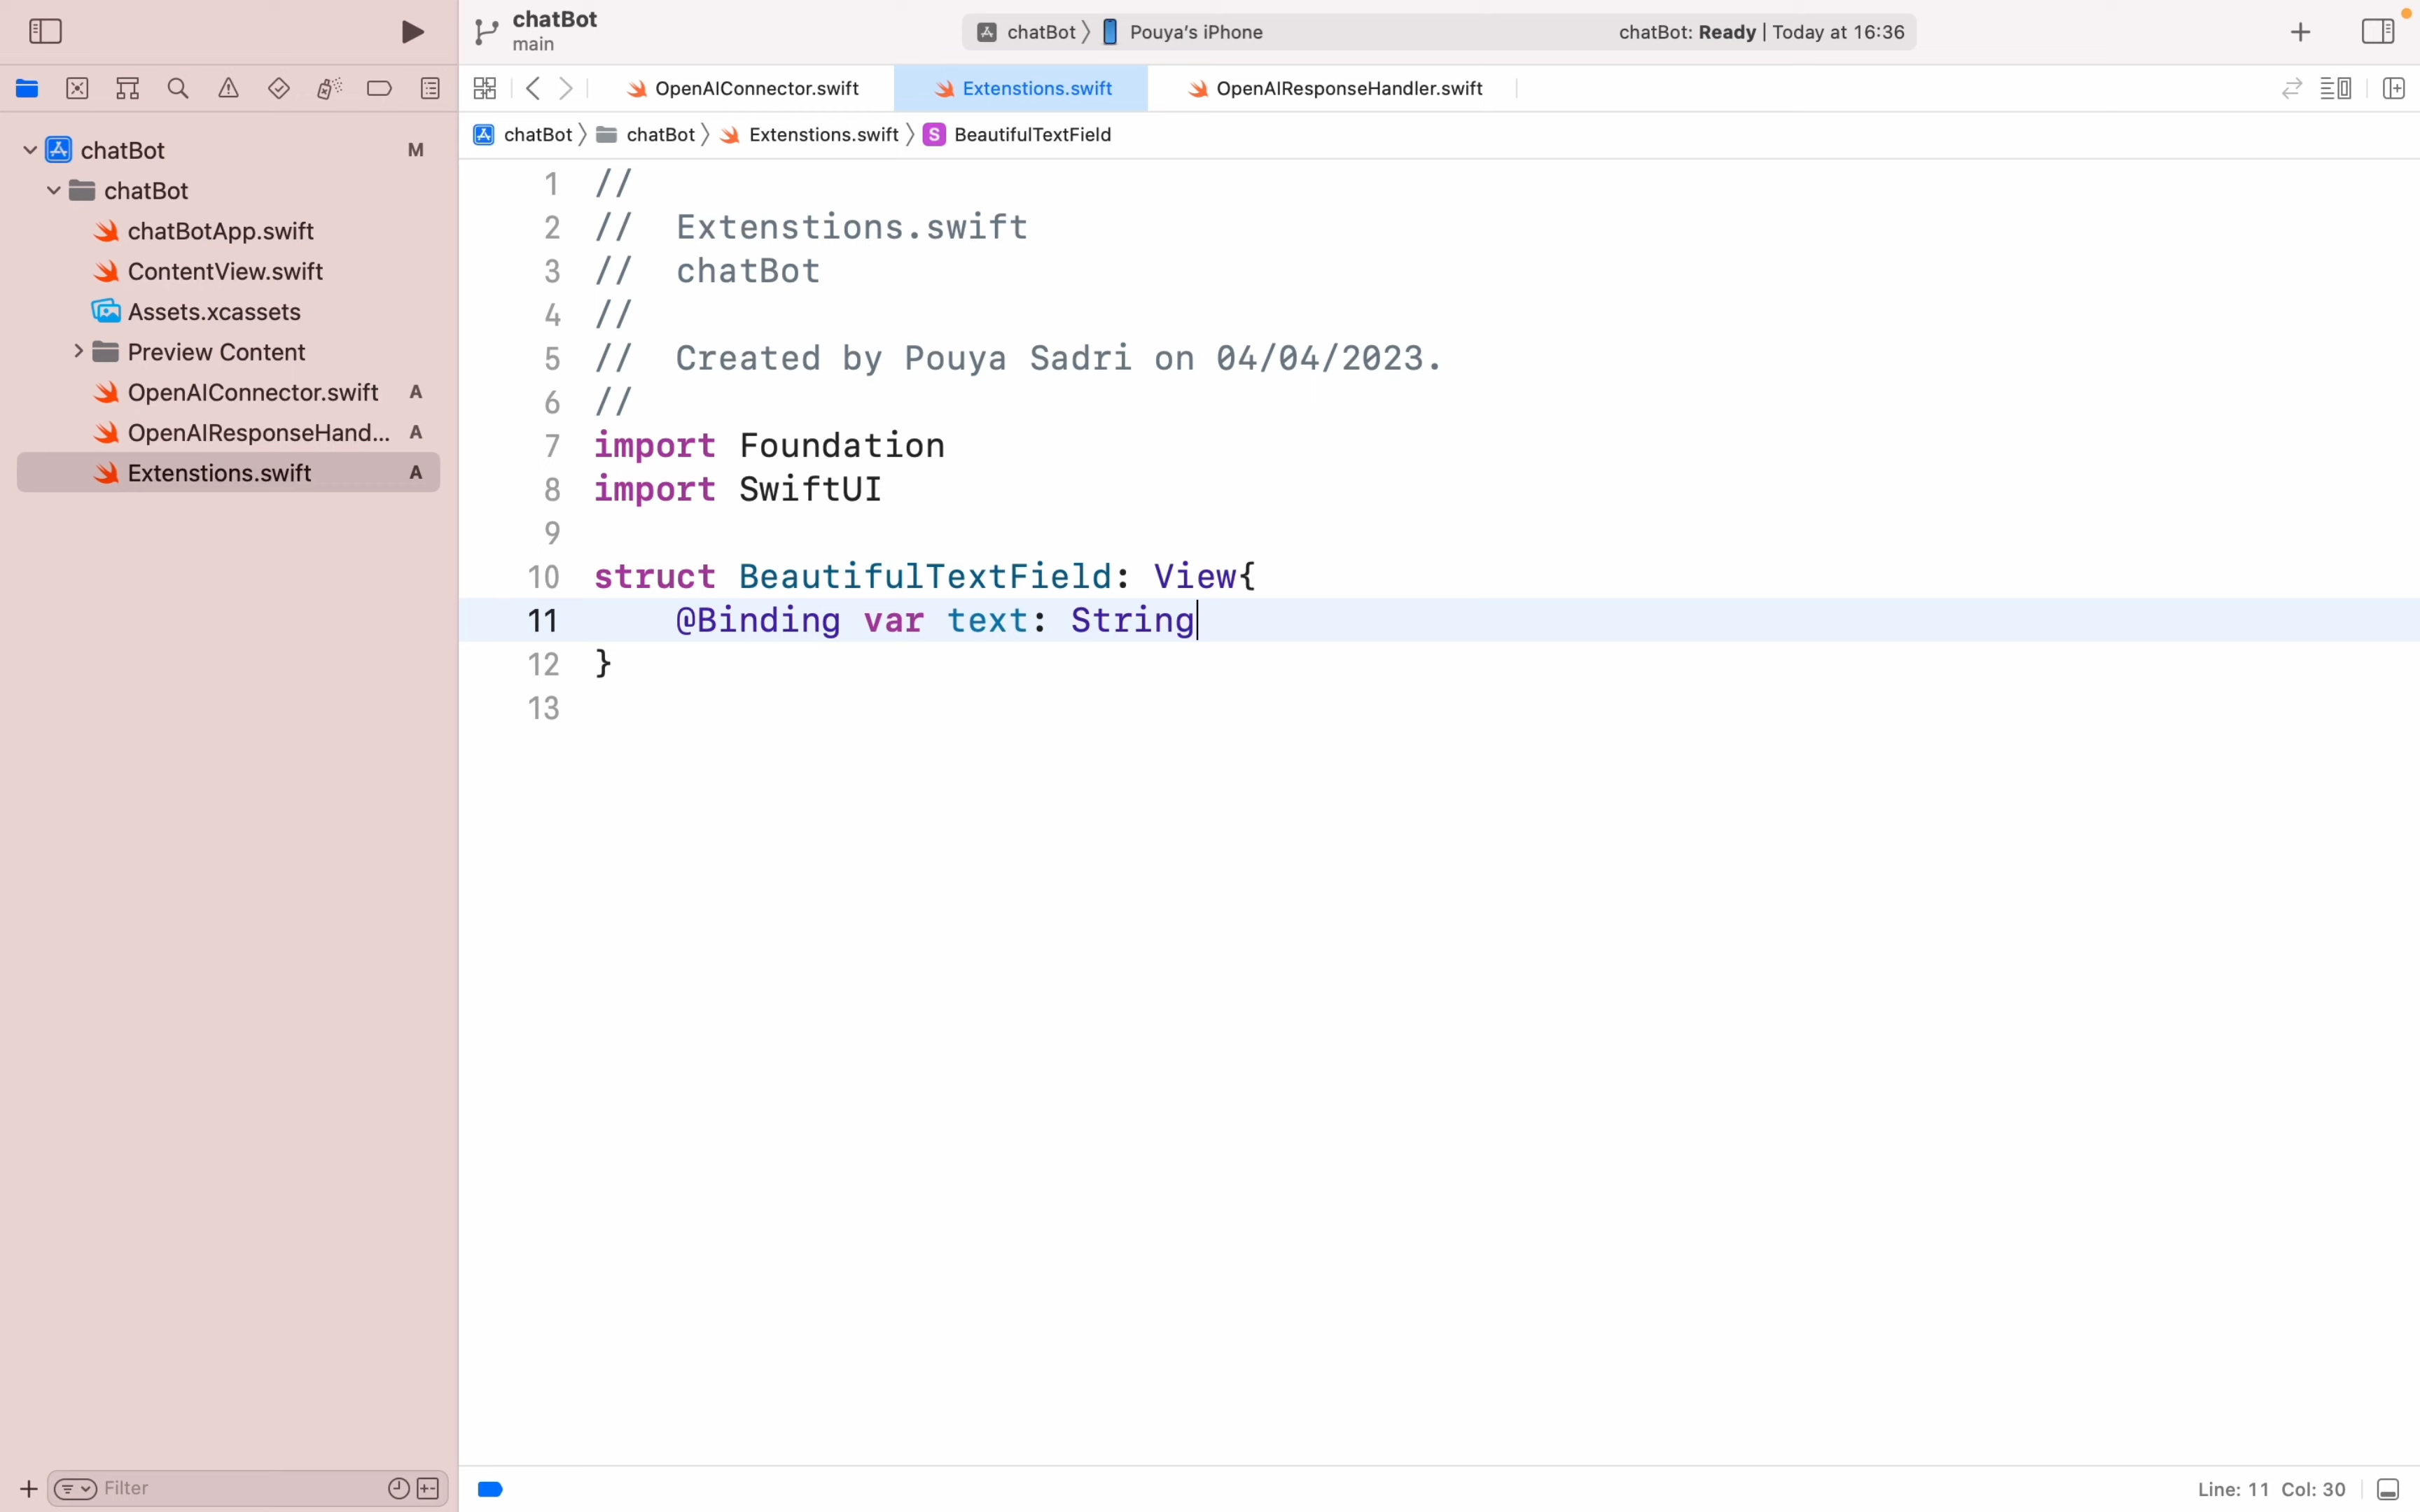 chatBot
main
chatBot 〉 Pouya's iPhone
chatBot: Ready | Today at 16:36
OpenAIConnector.swift
Extenstions.swift
OpenAIResponseHandler.swift
chatBot 〉 chatBot 〉 Extenstions.swift 〉 S BeautifulTextField
chatBot M
chatBot
chatBotApp.swift
ContentView.swift
Assets.xcassets
Preview Content
OpenAIConnector.swift A
OpenAIResponseHand... A
Extenstions.swift A
1 //
2 //  Extenstions.swift
3 //  chatBot
4 //
5 //  Created by Pouya Sadri on 04/04/2023.
6 //
7 import Foundation
8 import SwiftUI
9
10 struct BeautifulTextField: View{
11     @Binding var text: String
12 }
13
Filter
Line: 11 Col: 30